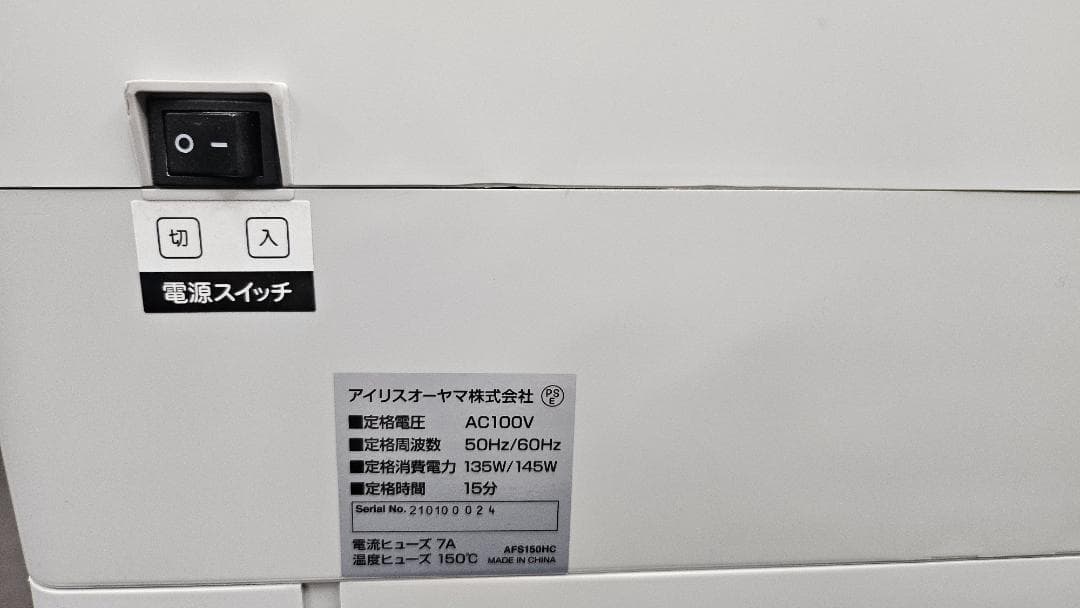 O -
切 入
電源スイッチ
アイリスオーヤマ株式会社 PSE
■定格電圧 AC100V
■定格周波数 50Hz/60Hz
■定格消費電力 135W/145W
■定格時間 15分
Serial No. 210100024
電流ヒューズ 7A
温度ヒューズ 150℃
AFS150HC
MADE IN CHINA